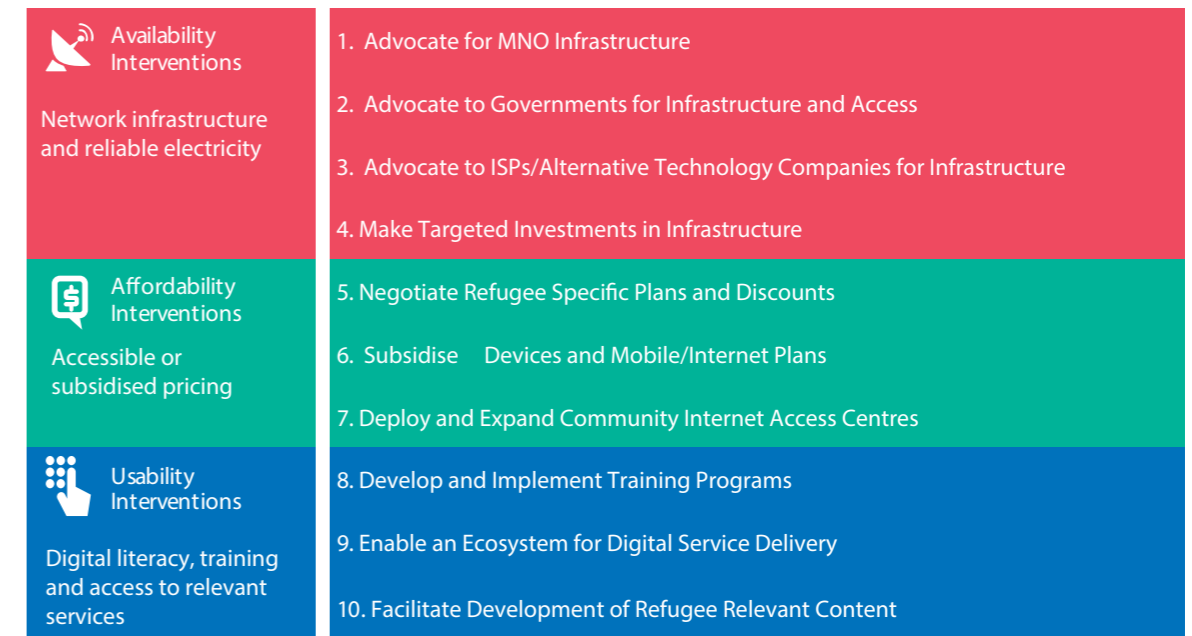 Availability
Interventions
Network infrastructure
and reliable electricity
1. Advocate for MNO Infrastructure
2. Advocate to Governments for Infrastructure and Access
3. Advocate to ISPs/Alternative Technology Companies for Infrastructure
4. Make Targeted Investments in Infrastructure
Affordability
Interventions
Accessible or
subsidised pricing
5. Negotiate Refugee Specific Plans and Discounts
6. Subsidise Devices and Mobile/Internet Plans
7. Deploy and Expand Community Internet Access Centres
Usability
Interventions
Digital literacy, training
and access to relevant
services
8. Develop and Implement Training Programs
9. Enable an Ecosystem for Digital Service Delivery
10. Facilitate Development of Refugee Relevant Content